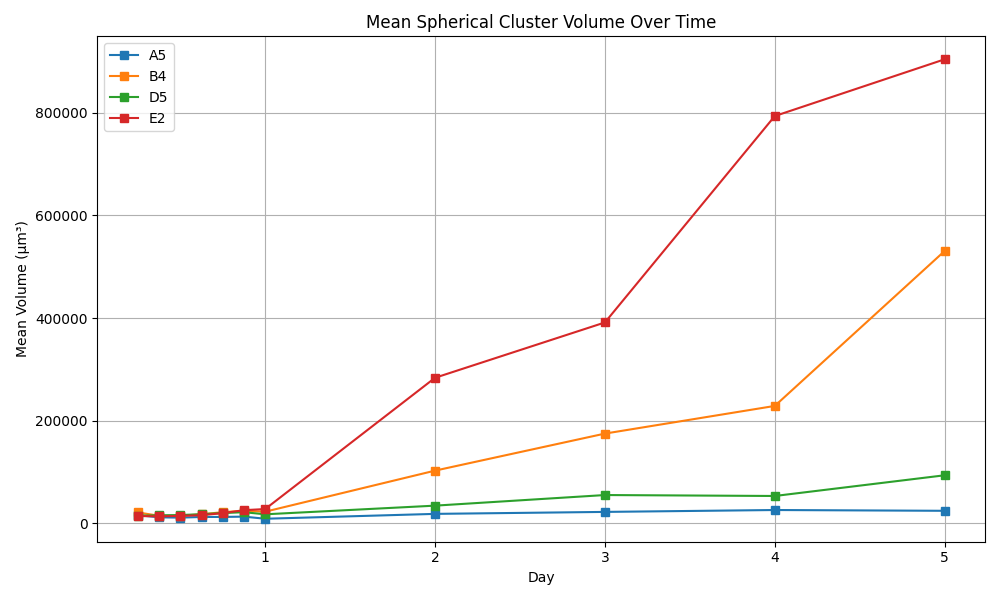 Mean Spherical Cluster Volume Over Time
A5
B4
D5
E2
Mean Volume (µm³)
800000
600000
400000
200000
0
1 2 3 4 5
Day